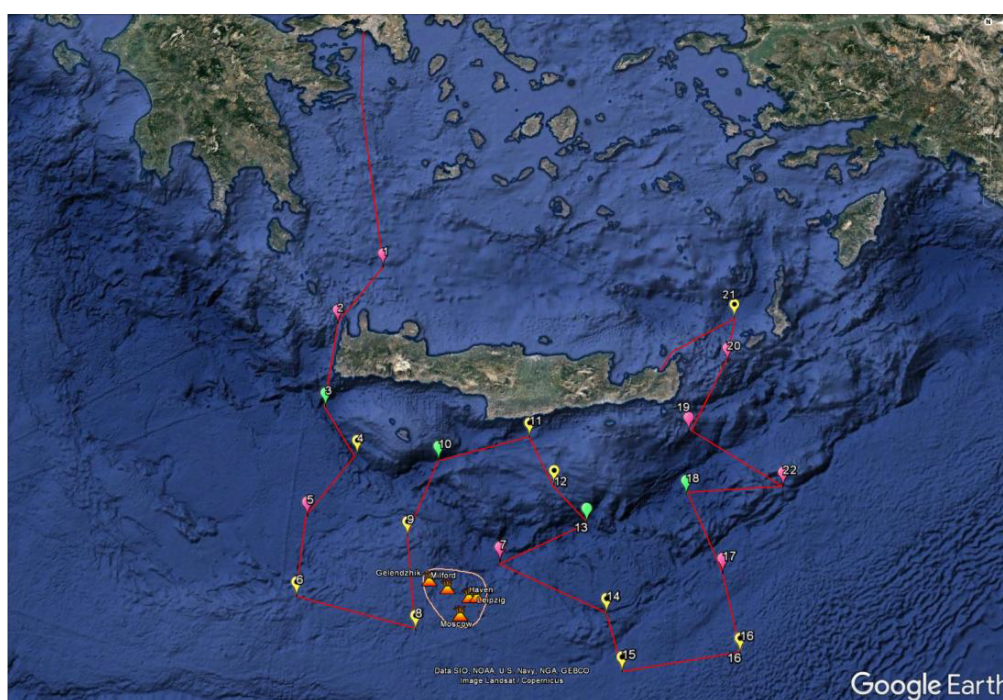 N
1
2
3
21
20
19
4
10
11
12
22
18
5
9
13
7
17
6
Gelendzhik
Milford
Haven
Leipzig
Moscow
14
8
16
15
16
Data SIO, NOAA, U.S. Navy, NGA, GEBCO
Image Landsat / Copernicus
Google Earth